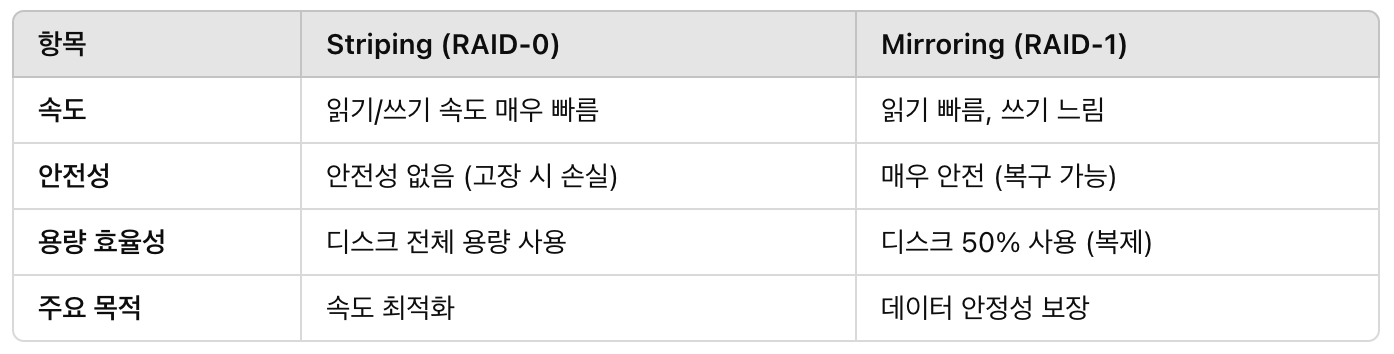 항목 Striping (RAID-0) Mirroring (RAID-1)
속도 읽기/쓰기 속도 매우 빠름 읽기 빠름, 쓰기 느림
안전성 안전성 없음 (고장 시 손실) 매우 안전 (복구 가능)
용량 효율성 디스크 전체 용량 사용 디스크 50% 사용 (복제)
주요 목적 속도 최적화 데이터 안정성 보장